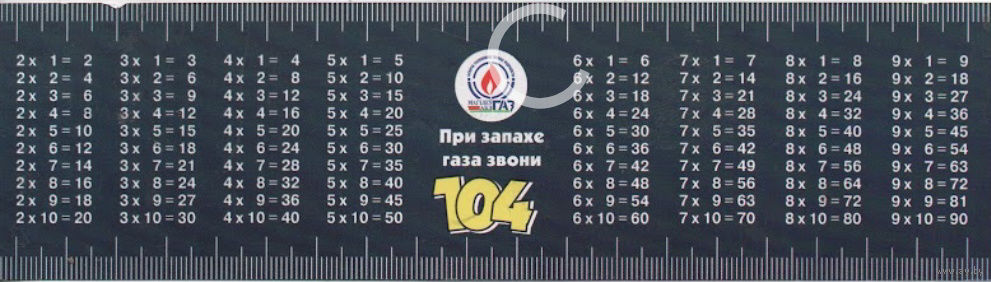 2 x 1 = 2
2 x 2 = 4
2 x 3 = 6
2 x 4 = 8
2 x 5 = 10
2 x 6 = 12
2 x 7 = 14
2 x 8 = 16
2 x 9 = 18
2 x 10 = 20
3 x 1 = 3
3 x 2 = 6
3 x 3 = 9
3 x 4 = 12
3 x 5 = 15
3 x 6 = 18
3 x 7 = 21
3 x 8 = 24
3 x 9 = 27
3 x 10 = 30
4 x 1 = 4
4 x 2 = 8
4 x 3 = 12
4 x 4 = 16
4 x 5 = 20
4 x 6 = 24
4 x 7 = 28
4 x 8 = 32
4 x 9 = 36
4 x 10 = 40
5 x 1 = 5
5 x 2 = 10
5 x 3 = 15
5 x 4 = 20
5 x 5 = 25
5 x 6 = 30
5 x 7 = 35
5 x 8 = 40
5 x 9 = 45
5 x 10 = 50
ГАЗ
При запахе
газа звони
104
6 x 1 = 6
6 x 2 = 12
6 x 3 = 18
6 x 4 = 24
6 x 5 = 30
6 x 6 = 36
6 x 7 = 42
6 x 8 = 48
6 x 9 = 54
6 x 10 = 60
7 x 1 = 7
7 x 2 = 14
7 x 3 = 21
7 x 4 = 28
7 x 5 = 35
7 x 6 = 42
7 x 7 = 49
7 x 8 = 56
7 x 9 = 63
7 x 10 = 70
8 x 1 = 8
8 x 2 = 16
8 x 3 = 24
8 x 4 = 32
8 x 5 = 40
8 x 6 = 48
8 x 7 = 56
8 x 8 = 64
8 x 9 = 72
8 x 10 = 80
9 x 1 = 9
9 x 2 = 18
9 x 3 = 27
9 x 4 = 36
9 x 5 = 45
9 x 6 = 54
9 x 7 = 63
9 x 8 = 72
9 x 9 = 81
9 x 10 = 90